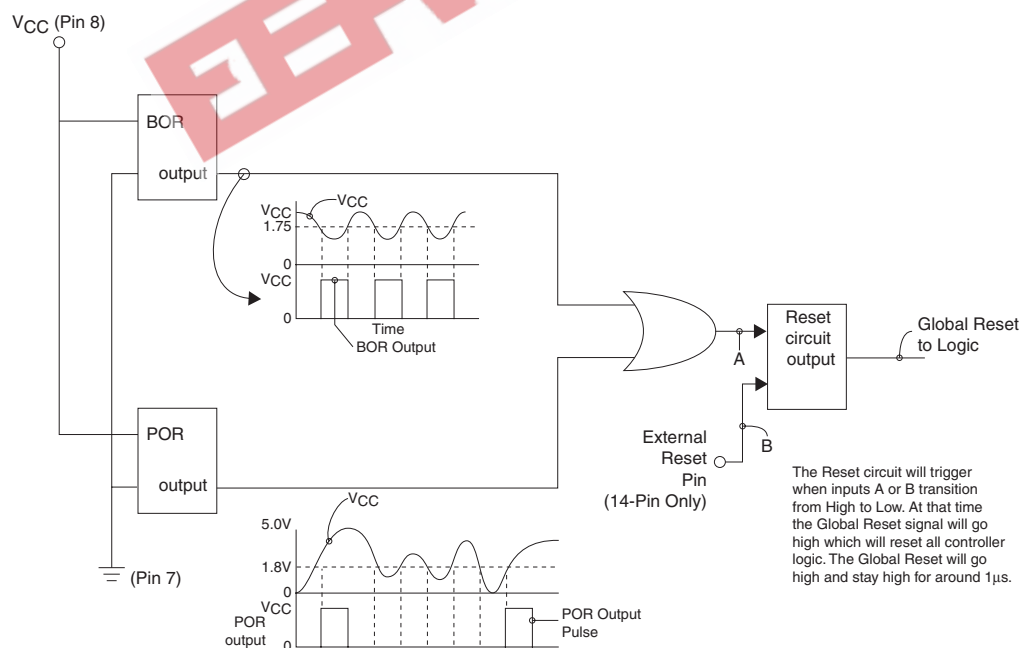 VCC (Pin 8)
BOR
output
VCC
VCC
1.75
0
VCC
0
Time
BOR Output
A
Reset
circuit
output
Global Reset
to Logic
POR
output
External
Reset
Pin
(14-Pin Only)
B
The Reset circuit will trigger
when inputs A or B transition
from High to Low. At that time
the Global Reset signal will go
high which will reset all controller
logic. The Global Reset will go
high and stay high for around 1µs.
(Pin 7)
VCC
5.0V
1.8V
0
VCC
POR
output
0
POR Output
Pulse